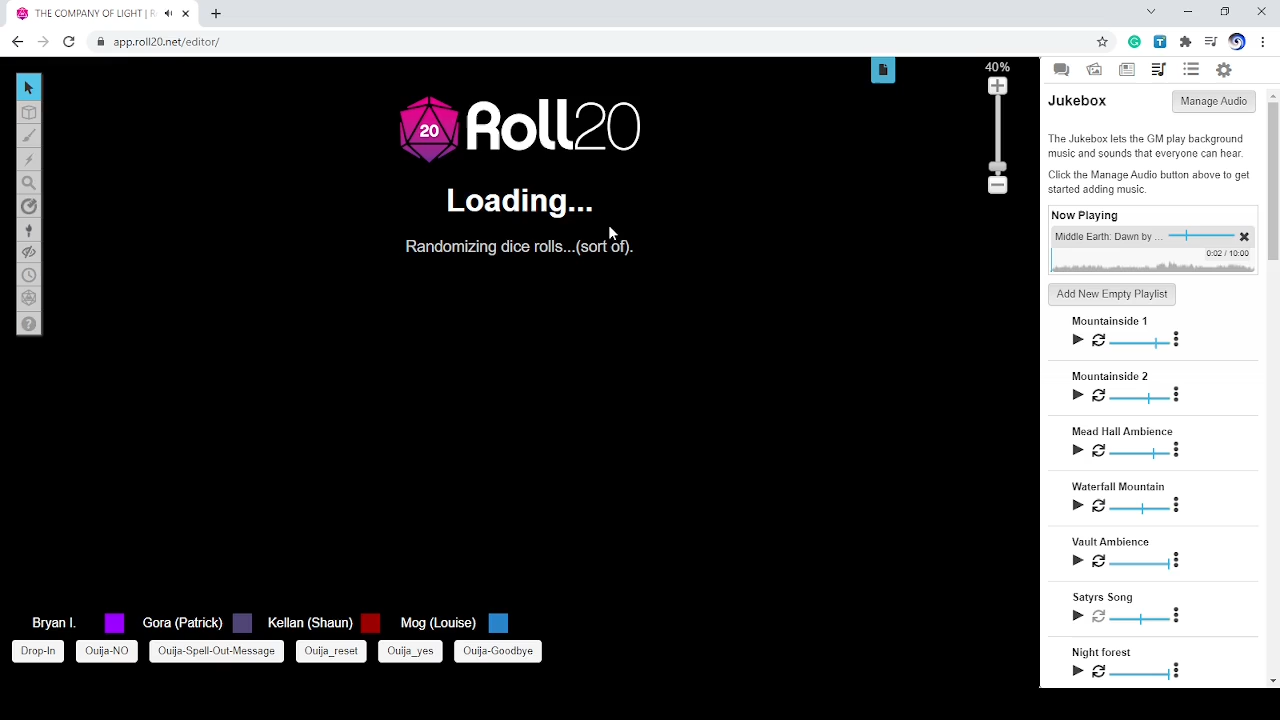 THE COMPANY OF LIGHT | R
app.roll20.net/editor/
40%
20
Roll20
Loading...
Randomizing dice rolls...(sort of).
Bryan I.
Gora (Patrick)
Kellan (Shaun)
Mog (Louise)
Drop-In
Ouija-NO
Ouija-Spell-Out-Message
Ouija_reset
Ouija_yes
Ouija-Goodbye
Jukebox
Manage Audio
The Jukebox lets the GM play background
music and sounds that everyone can hear.
Click the Manage Audio button above to get
started adding music.
Now Playing
Middle Earth: Dawn by ...
0:02 / 10:00
Add New Empty Playlist
Mountainside 1
Mountainside 2
Mead Hall Ambience
Waterfall Mountain
Vault Ambience
Satyrs Song
Night forest